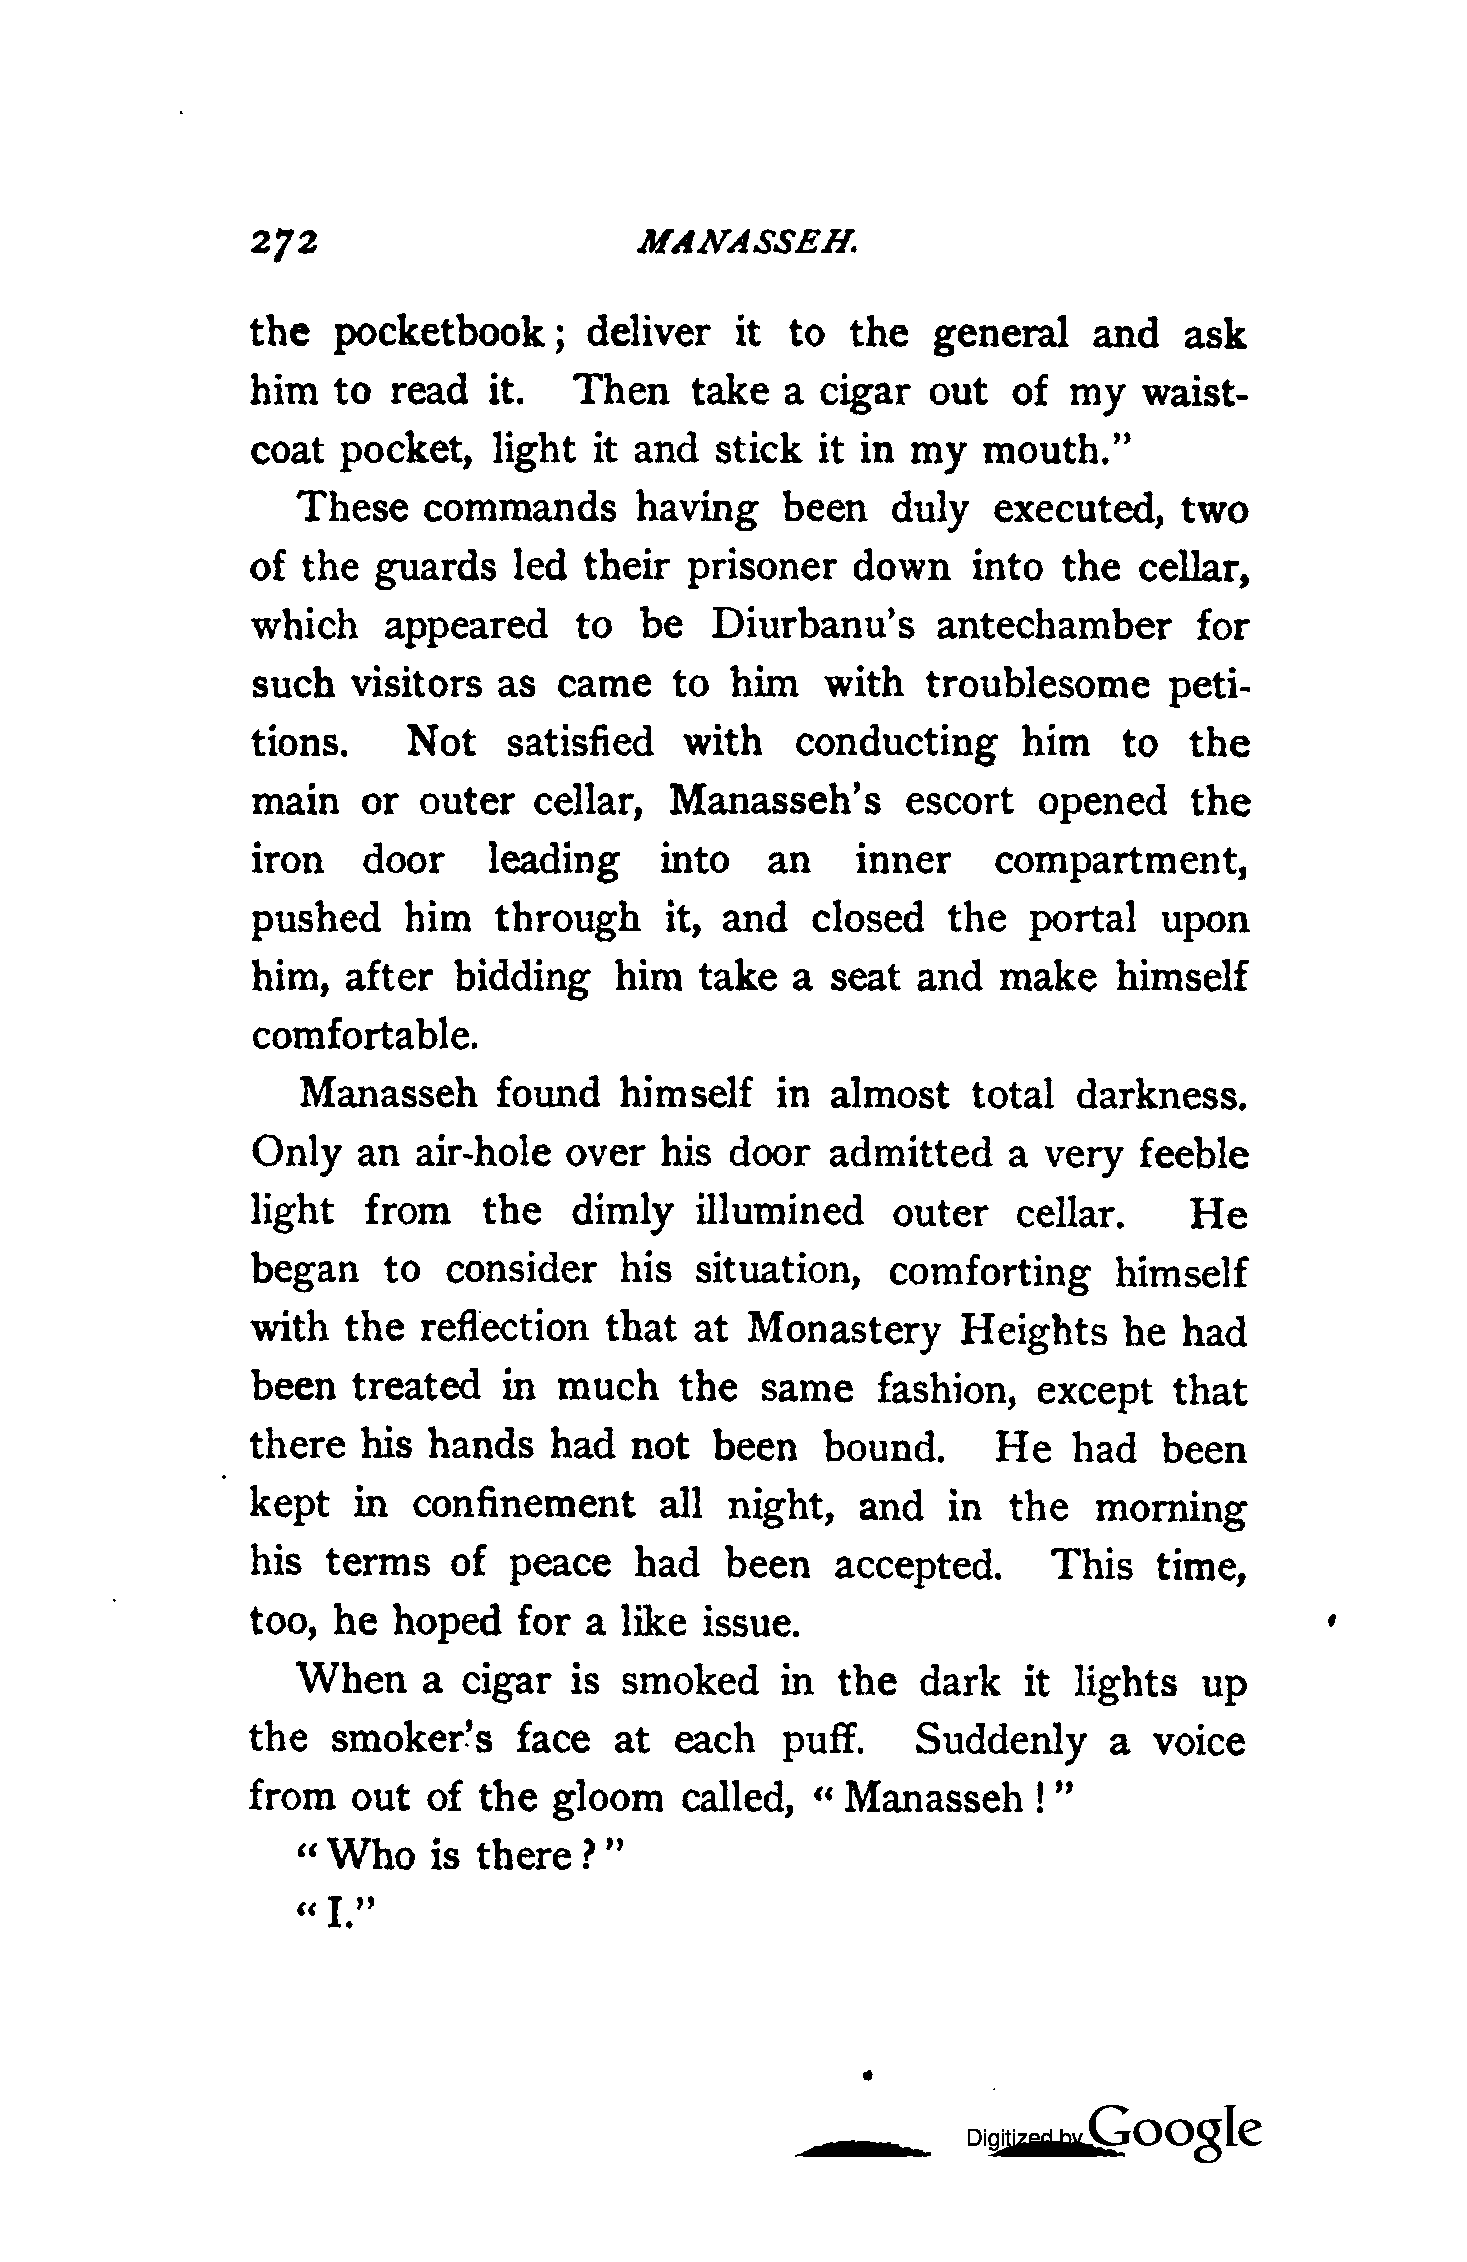 272 MANASSEH.
the pocketbook; deliver it to the general and ask
him to read it. Then take a cigar out of my waist-
coat pocket, light it and stick it in my mouth."
These commands having been duly executed, two
of the guards led their prisoner down into the cellar,
which appeared to be Diurbanu's antechamber for
such visitors as came to him with troublesome peti-
tions. Not satisfied with conducting him to the
main or outer cellar, Manasseh's escort opened the
iron door leading into an inner compartment,
pushed him through it, and closed the portal upon
him, after bidding him take a seat and make himself
comfortable.
Manasseh found himself in almost total darkness.
Only an air-hole over his door admitted a very feeble
light from the dimly illumined outer cellar. He
began to consider his situation, comforting himself
with the reflection that at Monastery Heights he had
been treated in much the same fashion, except that
there his hands had not been bound. He had been
kept in confinement all night, and in the morning
his terms of peace had been accepted. This time,
too, he hoped for a like issue.
When a cigar is smoked in the dark it lights up
the smoker's face at each puff. Suddenly a voice
from out of the gloom called, "Manasseh!"
"Who is there?"
"I."
Digitized by Google